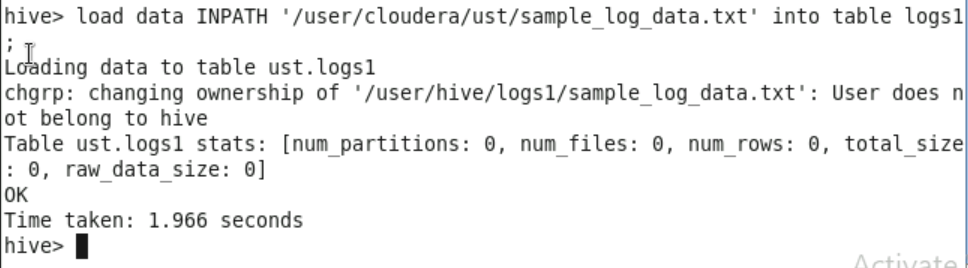 hive> load data INPATH '/user/cloudera/ust/sample_log_data.txt' into table logs1
;
Loading data to table ust.logs1
chgrp: changing ownership of '/user/hive/logs1/sample_log_data.txt': User does n
ot belong to hive
Table ust.logs1 stats: [num_partitions: 0, num_files: 0, num_rows: 0, total_size
: 0, raw_data_size: 0]
OK
Time taken: 1.966 seconds
hive>
Activate